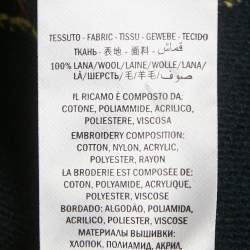 TESSUTO - FABRIC - TISSU - GEWEBE - TECIDO
ТКАНЬ - 表地 - 面料 - قماش
100% LANA/WOOL/LAINE/WOLLE/LANA/
LÃ/ШЕРСТЬ/毛/羊毛/صوف
IL RICAMO È COMPOSTO DA:
COTONE, POLIAMMIDE, ACRILICO,
POLIESTERE, VISCOSA
EMBROIDERY COMPOSITION:
COTTON, NYLON, ACRYLIC,
POLYESTER, RAYON
LA BRODERIE EST COMPOSÉE DE:
COTON, POLYAMIDE, ACRYLIQUE,
POLYESTER, VISCOSE
BORDADO: ALGODÃO, POLIAMIDA,
ACRILICO, POLIESTER, VISCOSE
МАТЕРИАЛЫ ВЫШИВКИ:
ХЛОПОК, ПОЛИАМИД, АКРИЛ,